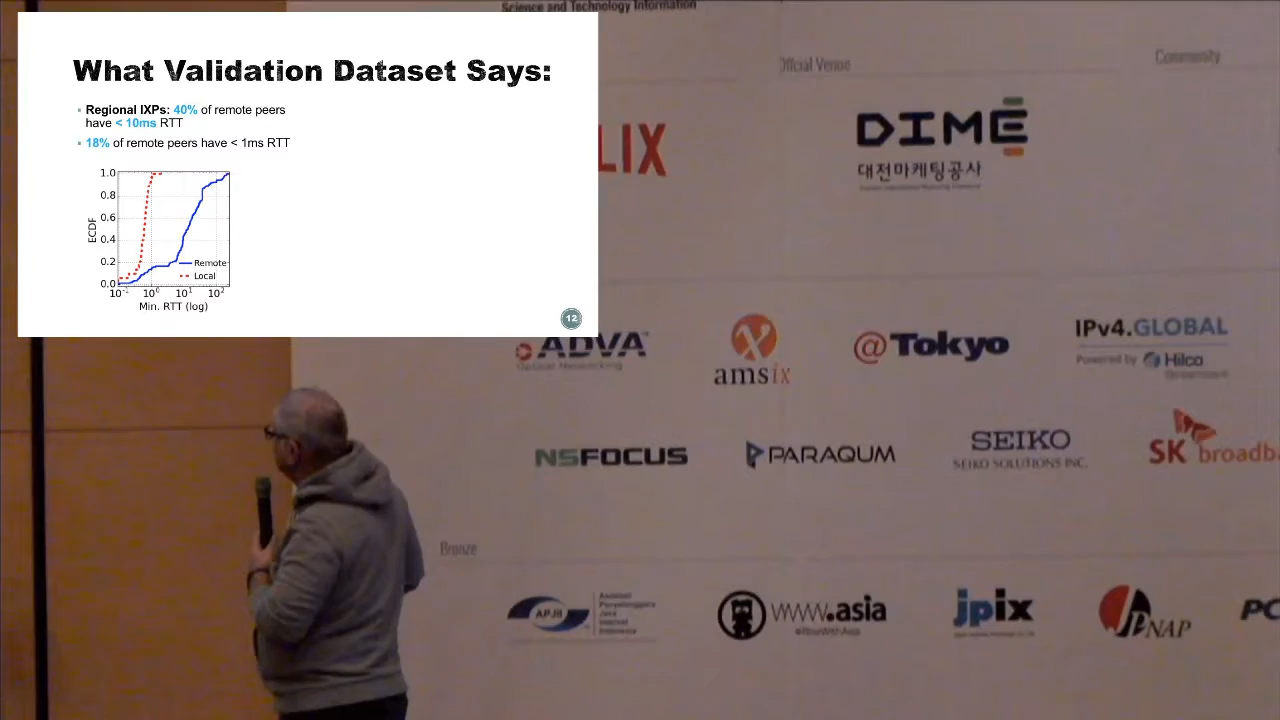 Science and Technology Information
What Validation Dataset Says:
Regional IXPs: 40% of remote peers
have < 10ms RTT
18% of remote peers have < 1ms RTT
1.0
0.8
0.6
0.4
0.2
0.0
ECDF
Remote
Local
10⁻¹ 10⁰ 10¹ 10²
Min. RTT (log)
12
Offcial Venue
Community
LIX
DIME
대전마케팅공사
ADVA
amsix
@Tokyo
IPv4.GLOBAL
Powered by Hilco
NSFOCUS
PARAQUM
SEIKO
SEIKO SOLUTIONS INC.
SK broadba
Bronze
APJII
www.asia
jpix
JPNAP
PC